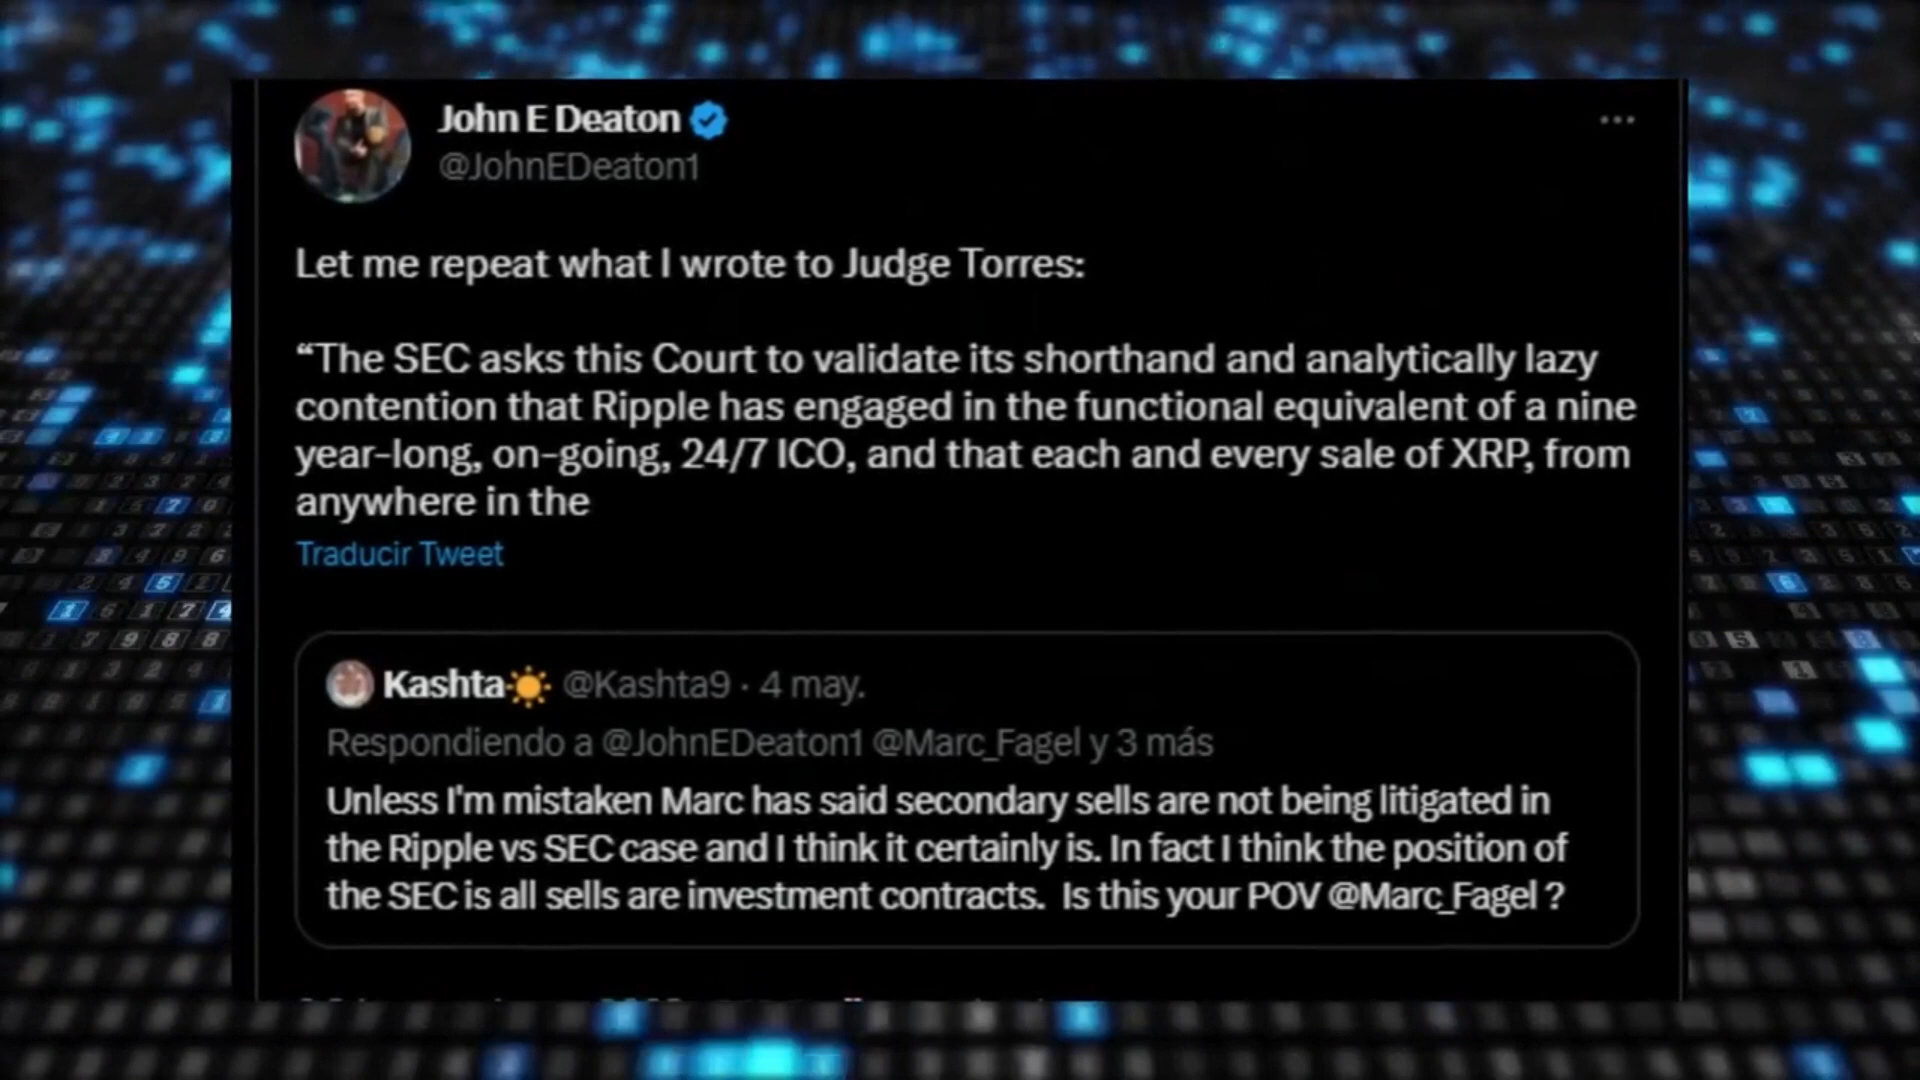 John E Deaton
@JohnEDeaton1
Let me repeat what I wrote to Judge Torres:
“The SEC asks this Court to validate its shorthand and analytically lazy
contention that Ripple has engaged in the functional equivalent of a nine
year-long, on-going, 24/7 ICO, and that each and every sale of XRP, from
anywhere in the
Traducir Tweet
Kashta☀️ @Kashta9 · 4 may.
Respondiendo a @JohnEDeaton1 @Marc_Fagel y 3 más
Unless I'm mistaken Marc has said secondary sells are not being litigated in
the Ripple vs SEC case and I think it certainly is. In fact I think the position of
the SEC is all sells are investment contracts.  Is this your POV @Marc_Fagel ?